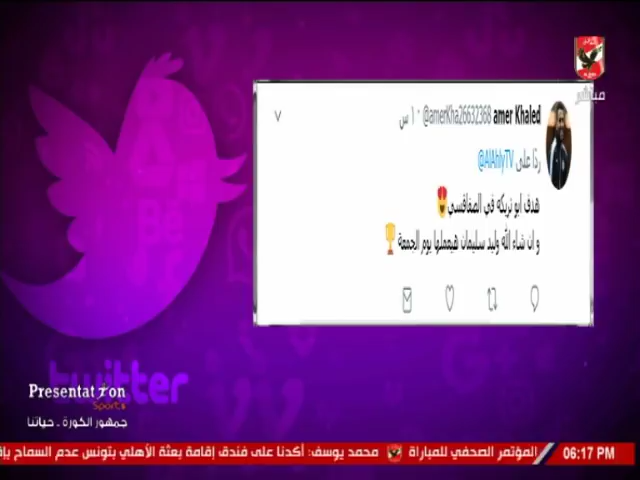 مباشر
amer Khaled @amerKha26632368 · ١ س
ردًا على @AlAhlyTV
هدف ابو تريكه في الصفاقسي😍
و ان شاء الله وليد سليمان هيعملها يوم الجمعة 🏆
twitter
Presentation
Sports
جمهور الكورة - حياتنا
06:17 PM
المؤتمر الصحفي للمباراة محمد يوسف: أكدنا على فندق إقامة بعثة الأهلي بتونس عدم السماح بإق